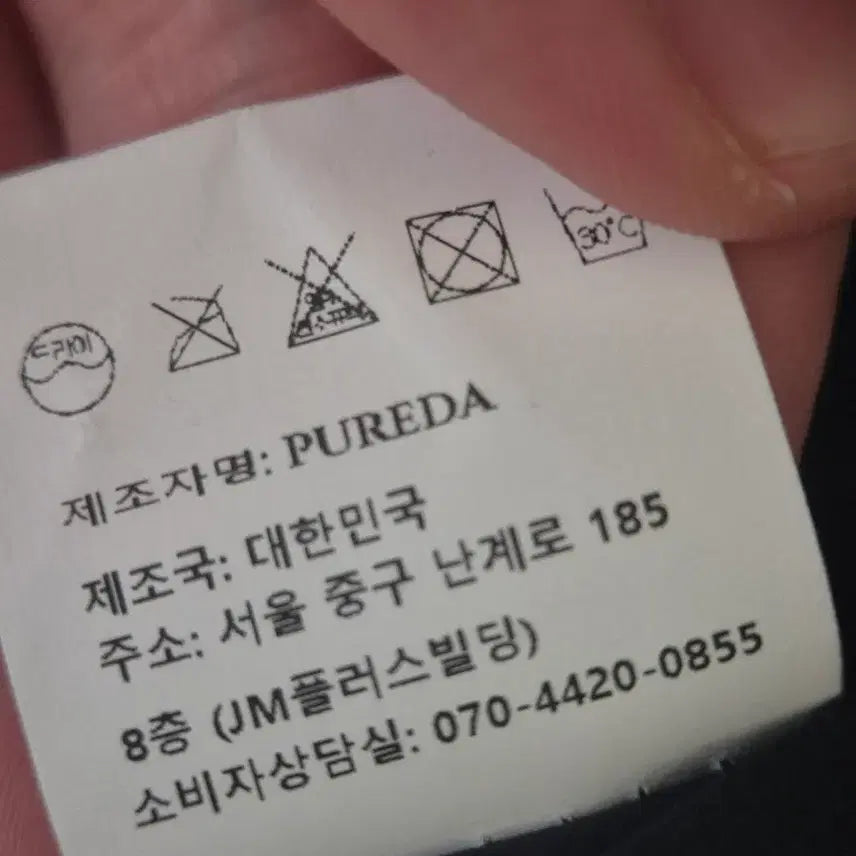 드라이
30°C
제조자명: PUREDA
제조국: 대한민국
주소: 서울 중구 난계로 185
8층 (JM플러스빌딩)
소비자상담실: 070-4420-0855